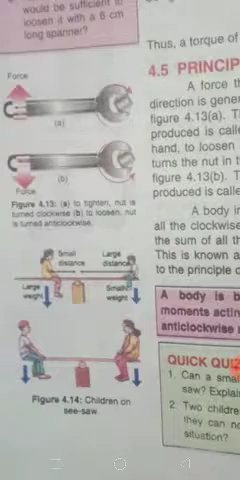 would be sufficient to
loosen it with a 6 cm
long spanner?
Force
(a)
(b)
Force
Figure 4.13: (a) to tighten, nut is
turned clockwise (b) to loosen, nut
is turned anticlockwise.
Small
distance
Large
distance
Large
weight
Small
weight
Figure 4.14: Children on
see-saw.
Thus, a torque of
4.5 PRINCIP
A force th
direction is gener
figure 4.13(a). Th
produced is calle
hand, to loosen
turns the nut in t
figure 4.13(b). T
produced is calle
A body in
all the clockwise
the sum of all th
This is known a
to the principle o
A body is b
moments actin
anticlockwise
QUICK QUIZ
1. Can a smal
saw? Explai
2. Two childre
they can no
situation?